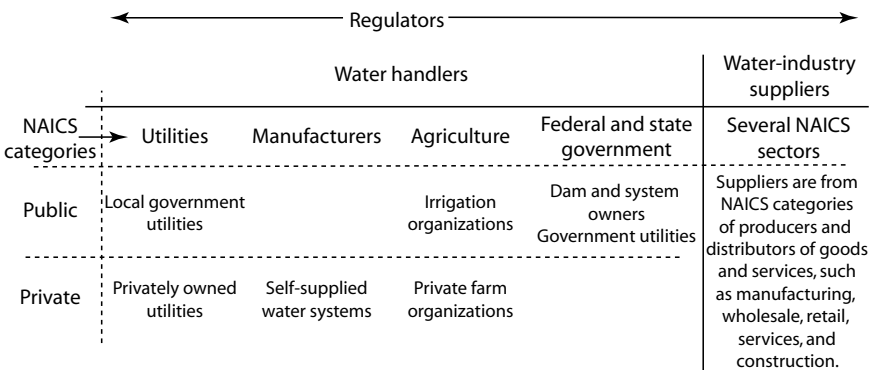 Regulators
Water handlers
Water-industry
suppliers
NAICS
categories
Utilities
Manufacturers
Agriculture
Federal and state
government
Several NAICS
sectors
Public
Local government
utilities
Irrigation
organizations
Dam and system
owners
Government utilities
Suppliers are from
NAICS categories
of producers and
distributors of goods
and services, such
as manufacturing,
wholesale, retail,
services, and
construction.
Private
Privately owned
utilities
Self-supplied
water systems
Private farm
organizations